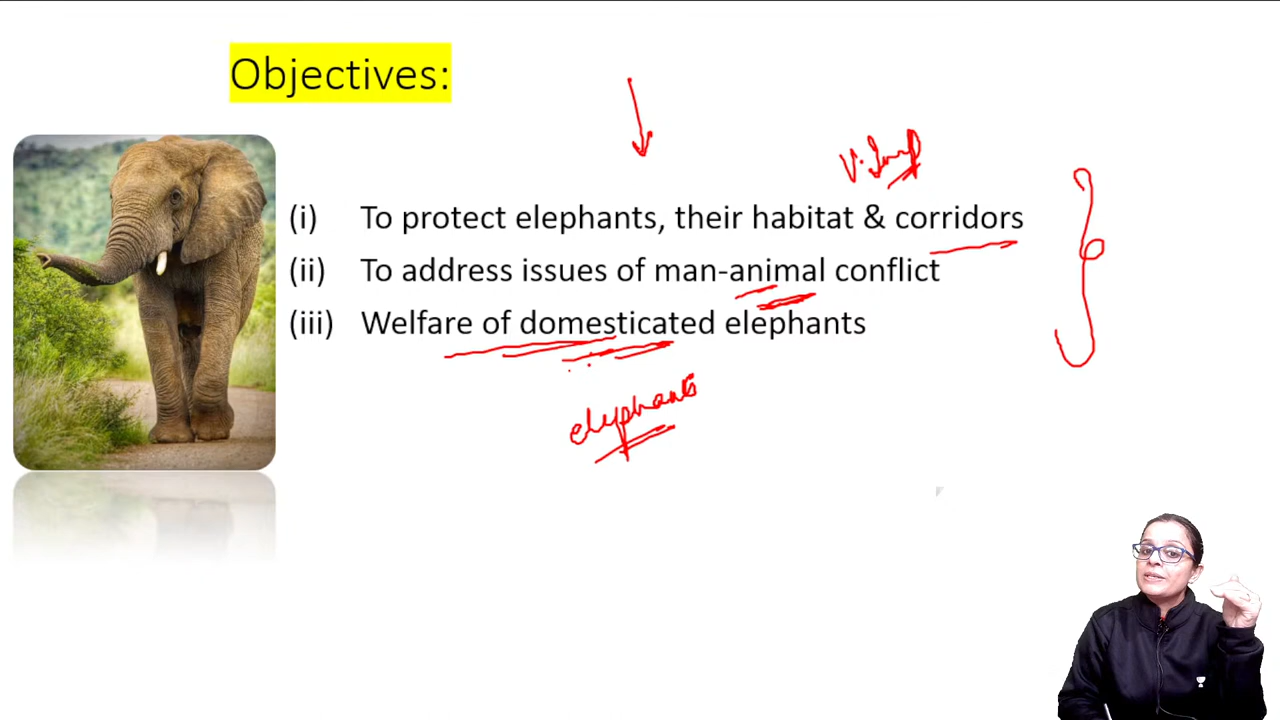 Objectives:
V. Imp
(i) To protect elephants, their habitat & corridors
(ii) To address issues of man-animal conflict
(iii) Welfare of domesticated elephants
elephants